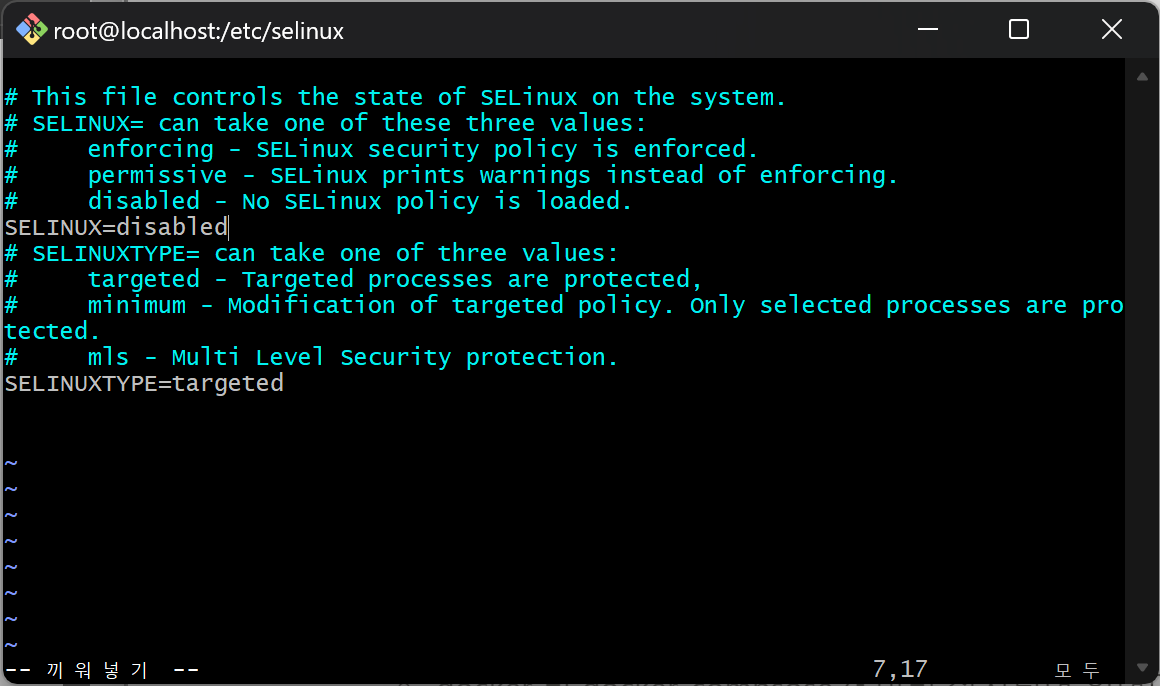 root@localhost:/etc/selinux
# This file controls the state of SELinux on the system.
# SELINUX= can take one of these three values:
#     enforcing - SELinux security policy is enforced.
#     permissive - SELinux prints warnings instead of enforcing.
#     disabled - No SELinux policy is loaded.
SELINUX=disabled
# SELINUXTYPE= can take one of three values:
#     targeted - Targeted processes are protected,
#     minimum - Modification of targeted policy. Only selected processes are pro
tected.
#     mls - Multi Level Security protection.
SELINUXTYPE=targeted
~
~
~
~
~
~
~
~
-- 끼워넣기 -- 7,17 모두